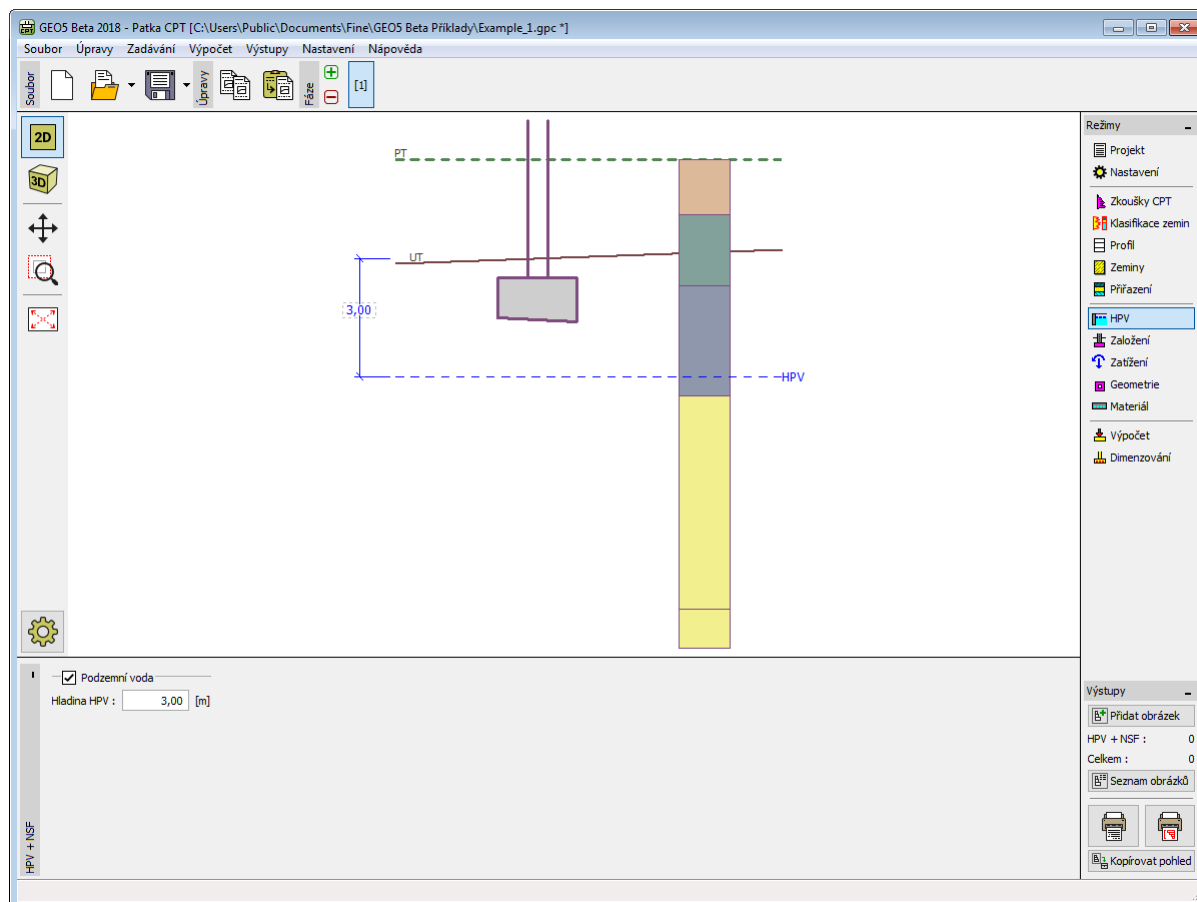 GEO5 Beta 2018 - Patka CPT [C:\Users\Public\Documents\Fine\GEO5 Beta Příklady\Example_1.gpc *]
Soubor Úpravy Zadávání Výpočet Výstupy Nastavení Nápověda
Soubor
Úpravy
Fáze
[1]
2D
3D
PT
UT
3,00
HPV
Režimy
Projekt
Nastavení
Zkoušky CPT
Klasifikace zemin
Profil
Zeminy
Přiřazení
HPV
Založení
Zatížení
Geometrie
Materiál
Výpočet
Dimenzování
HPV + NSF
Podzemní voda
Hladina HPV : 3,00 [m]
Výstupy
Přidat obrázek
HPV + NSF : 0
Celkem : 0
Seznam obrázků
Kopírovat pohled